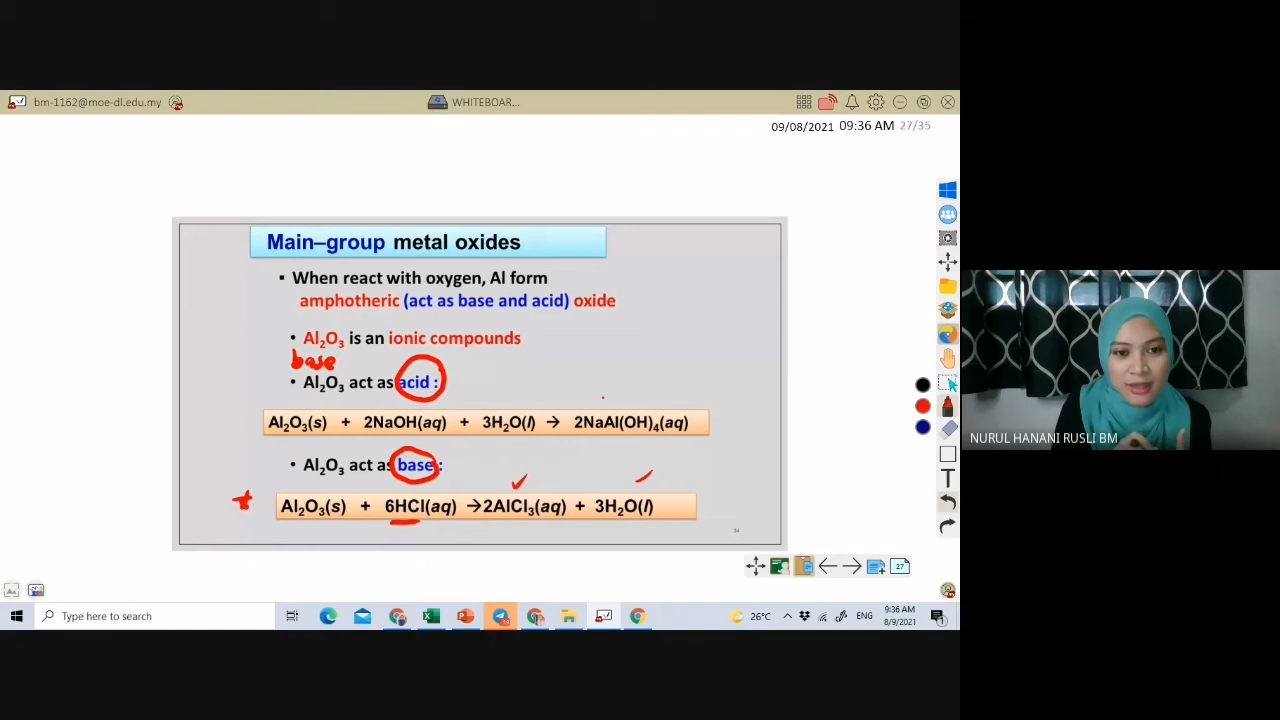 bm-1162@moe-dl.edu.my
WHITEBOAR...
09/08/2021 09:36 AM 27/35
Main–group metal oxides
▪ When react with oxygen, Al form
amphotheric (act as base and acid) oxide
• Al₂O₃ is an ionic compounds
base
• Al₂O₃ act as acid :
Al₂O₃(s) + 2NaOH(aq) + 3H₂O(l) → 2NaAl(OH)₄(aq)
• Al₂O₃ act as base :
Al₂O₃(s) + 6HCl(aq) →2AlCl₃(aq) + 3H₂O(l)
T
NURUL HANANI RUSLI BM
27
Type here to search
26°C
ENG
9:36 AM
8/9/2021